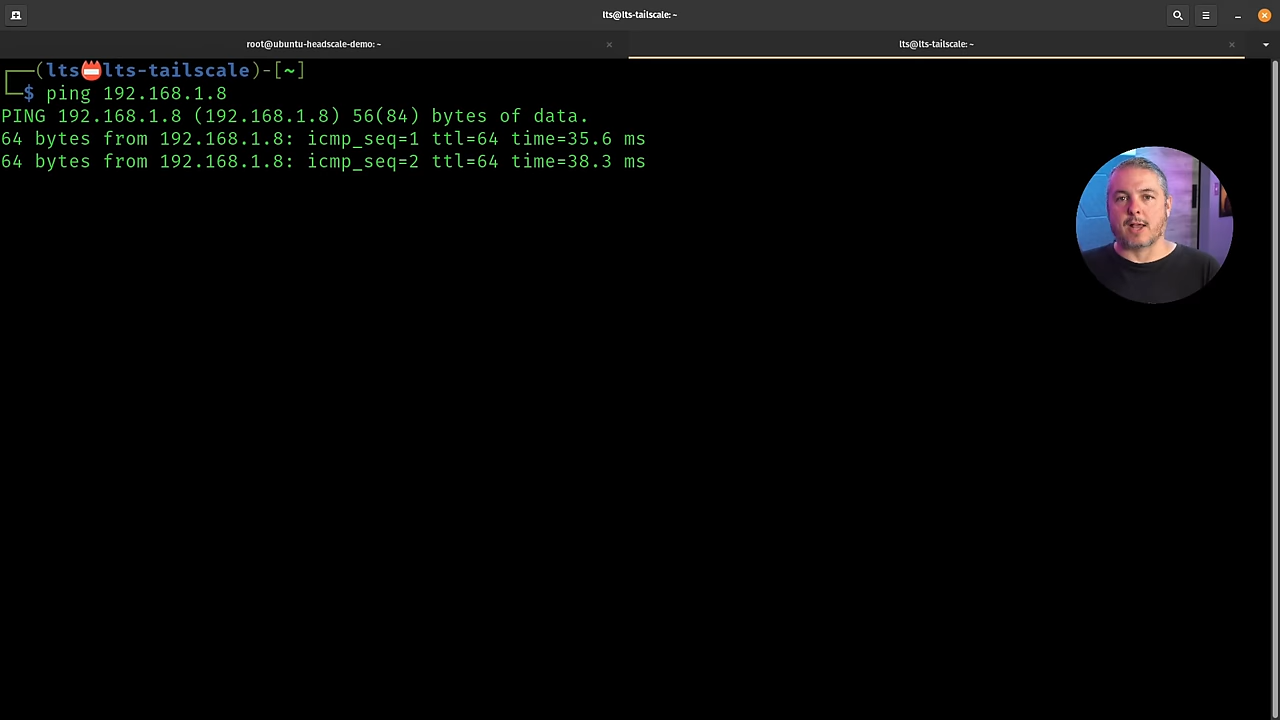 lts@lts-tailscale: ~
root@ubuntu-headscale-demo: ~
lts@lts-tailscale: ~
(lts📛lts-tailscale)-[~]
$ ping 192.168.1.8
PING 192.168.1.8 (192.168.1.8) 56(84) bytes of data.
64 bytes from 192.168.1.8: icmp_seq=1 ttl=64 time=35.6 ms
64 bytes from 192.168.1.8: icmp_seq=2 ttl=64 time=38.3 ms